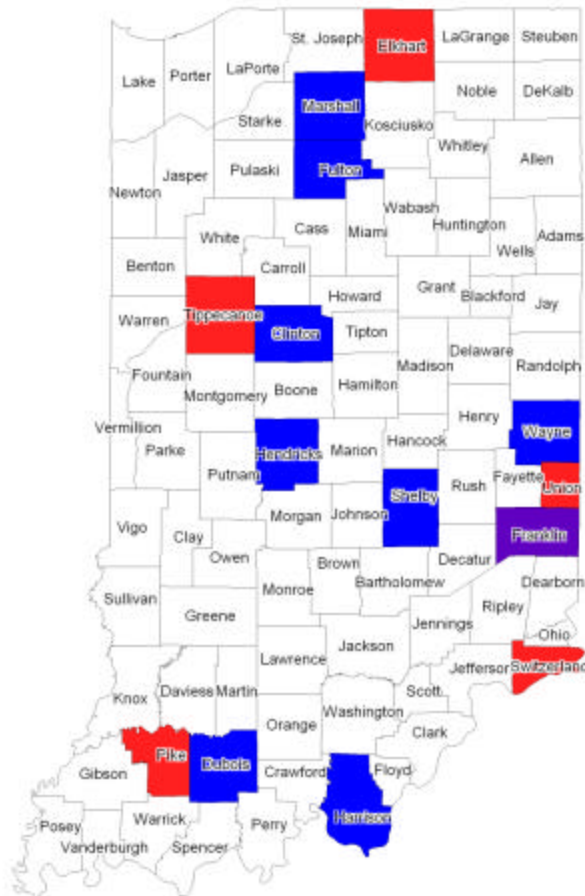 St. Joseph
Elkhart
LaGrange
Steuben
Lake
Porter
LaPorte
Noble
DeKalb
Marshall
Starke
Kosciusko
Whitley
Allen
Newton
Jasper
Pulaski
Fulton
Wabash
Huntington
White
Cass
Miami
Wells
Adams
Benton
Carroll
Grant
Blackford
Jay
Howard
Tippecanoe
Warren
Clinton
Tipton
Delaware
Randolph
Madison
Fountain
Montgomery
Boone
Hamilton
Henry
Wayne
Vermillion
Parke
Putnam
Hendricks
Marion
Hancock
Rush
Fayette
Union
Shelby
Morgan
Johnson
Franklin
Vigo
Clay
Owen
Brown
Bartholomew
Decatur
Dearborn
Monroe
Sullivan
Greene
Jennings
Ripley
Ohio
Jackson
Lawrence
Jefferson
Switzerland
Knox
Daviess
Martin
Scott
Washington
Orange
Clark
Pike
Dubois
Gibson
Crawford
Floyd
Harrison
Posey
Vanderburgh
Warrick
Spencer
Perry